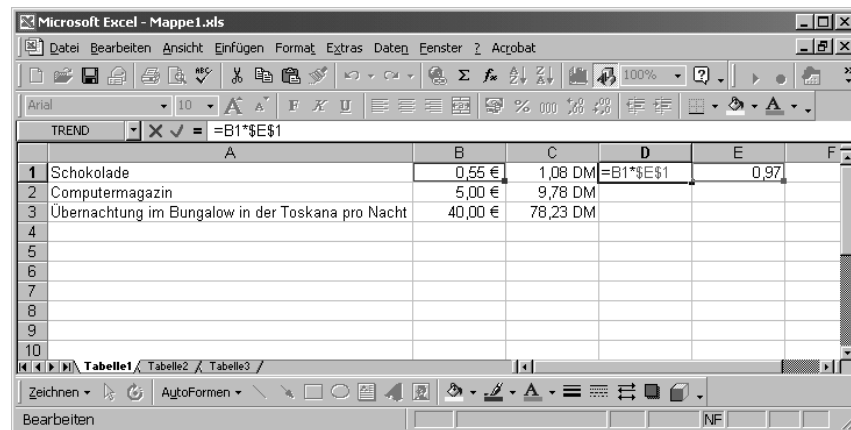 Microsoft Excel - Mappe1.xls
Datei Bearbeiten Ansicht Einfügen Format Extras Daten Fenster ? Acrobat
ABC Σ fx 100% ?
Arial 10 A A F K U % 000 A
TREND = =B1*$E$1
A B C D E F
1 Schokolade 0,55 € 1,08 DM =B1*$E$1 0,97
2 Computermagazin 5,00 € 9,78 DM
3 Übernachtung im Bungalow in der Toskana pro Nacht 40,00 € 78,23 DM
4
5
6
7
8
9
10
Tabelle1 Tabelle2 Tabelle3
Zeichnen AutoFormen A
Bearbeiten NF